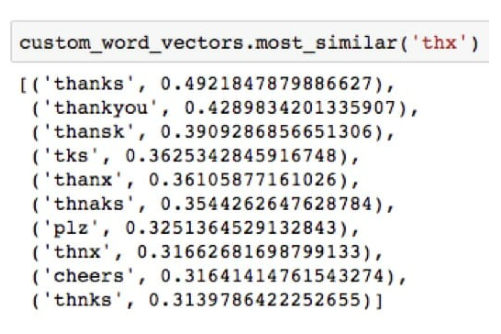 custom_word_vectors.most_similar('thx')
[('thanks', 0.4921847879886627),
('thankyou', 0.4289834201335907),
('thansk', 0.3909286856651306),
('tks', 0.3625342845916748),
('thanx', 0.36105877161026),
('thnaks', 0.3544262647628784),
('plz', 0.3251364529132843),
('thnx', 0.31662681698799133),
('cheers', 0.31641414761543274),
('thnks', 0.3139786422252655)]